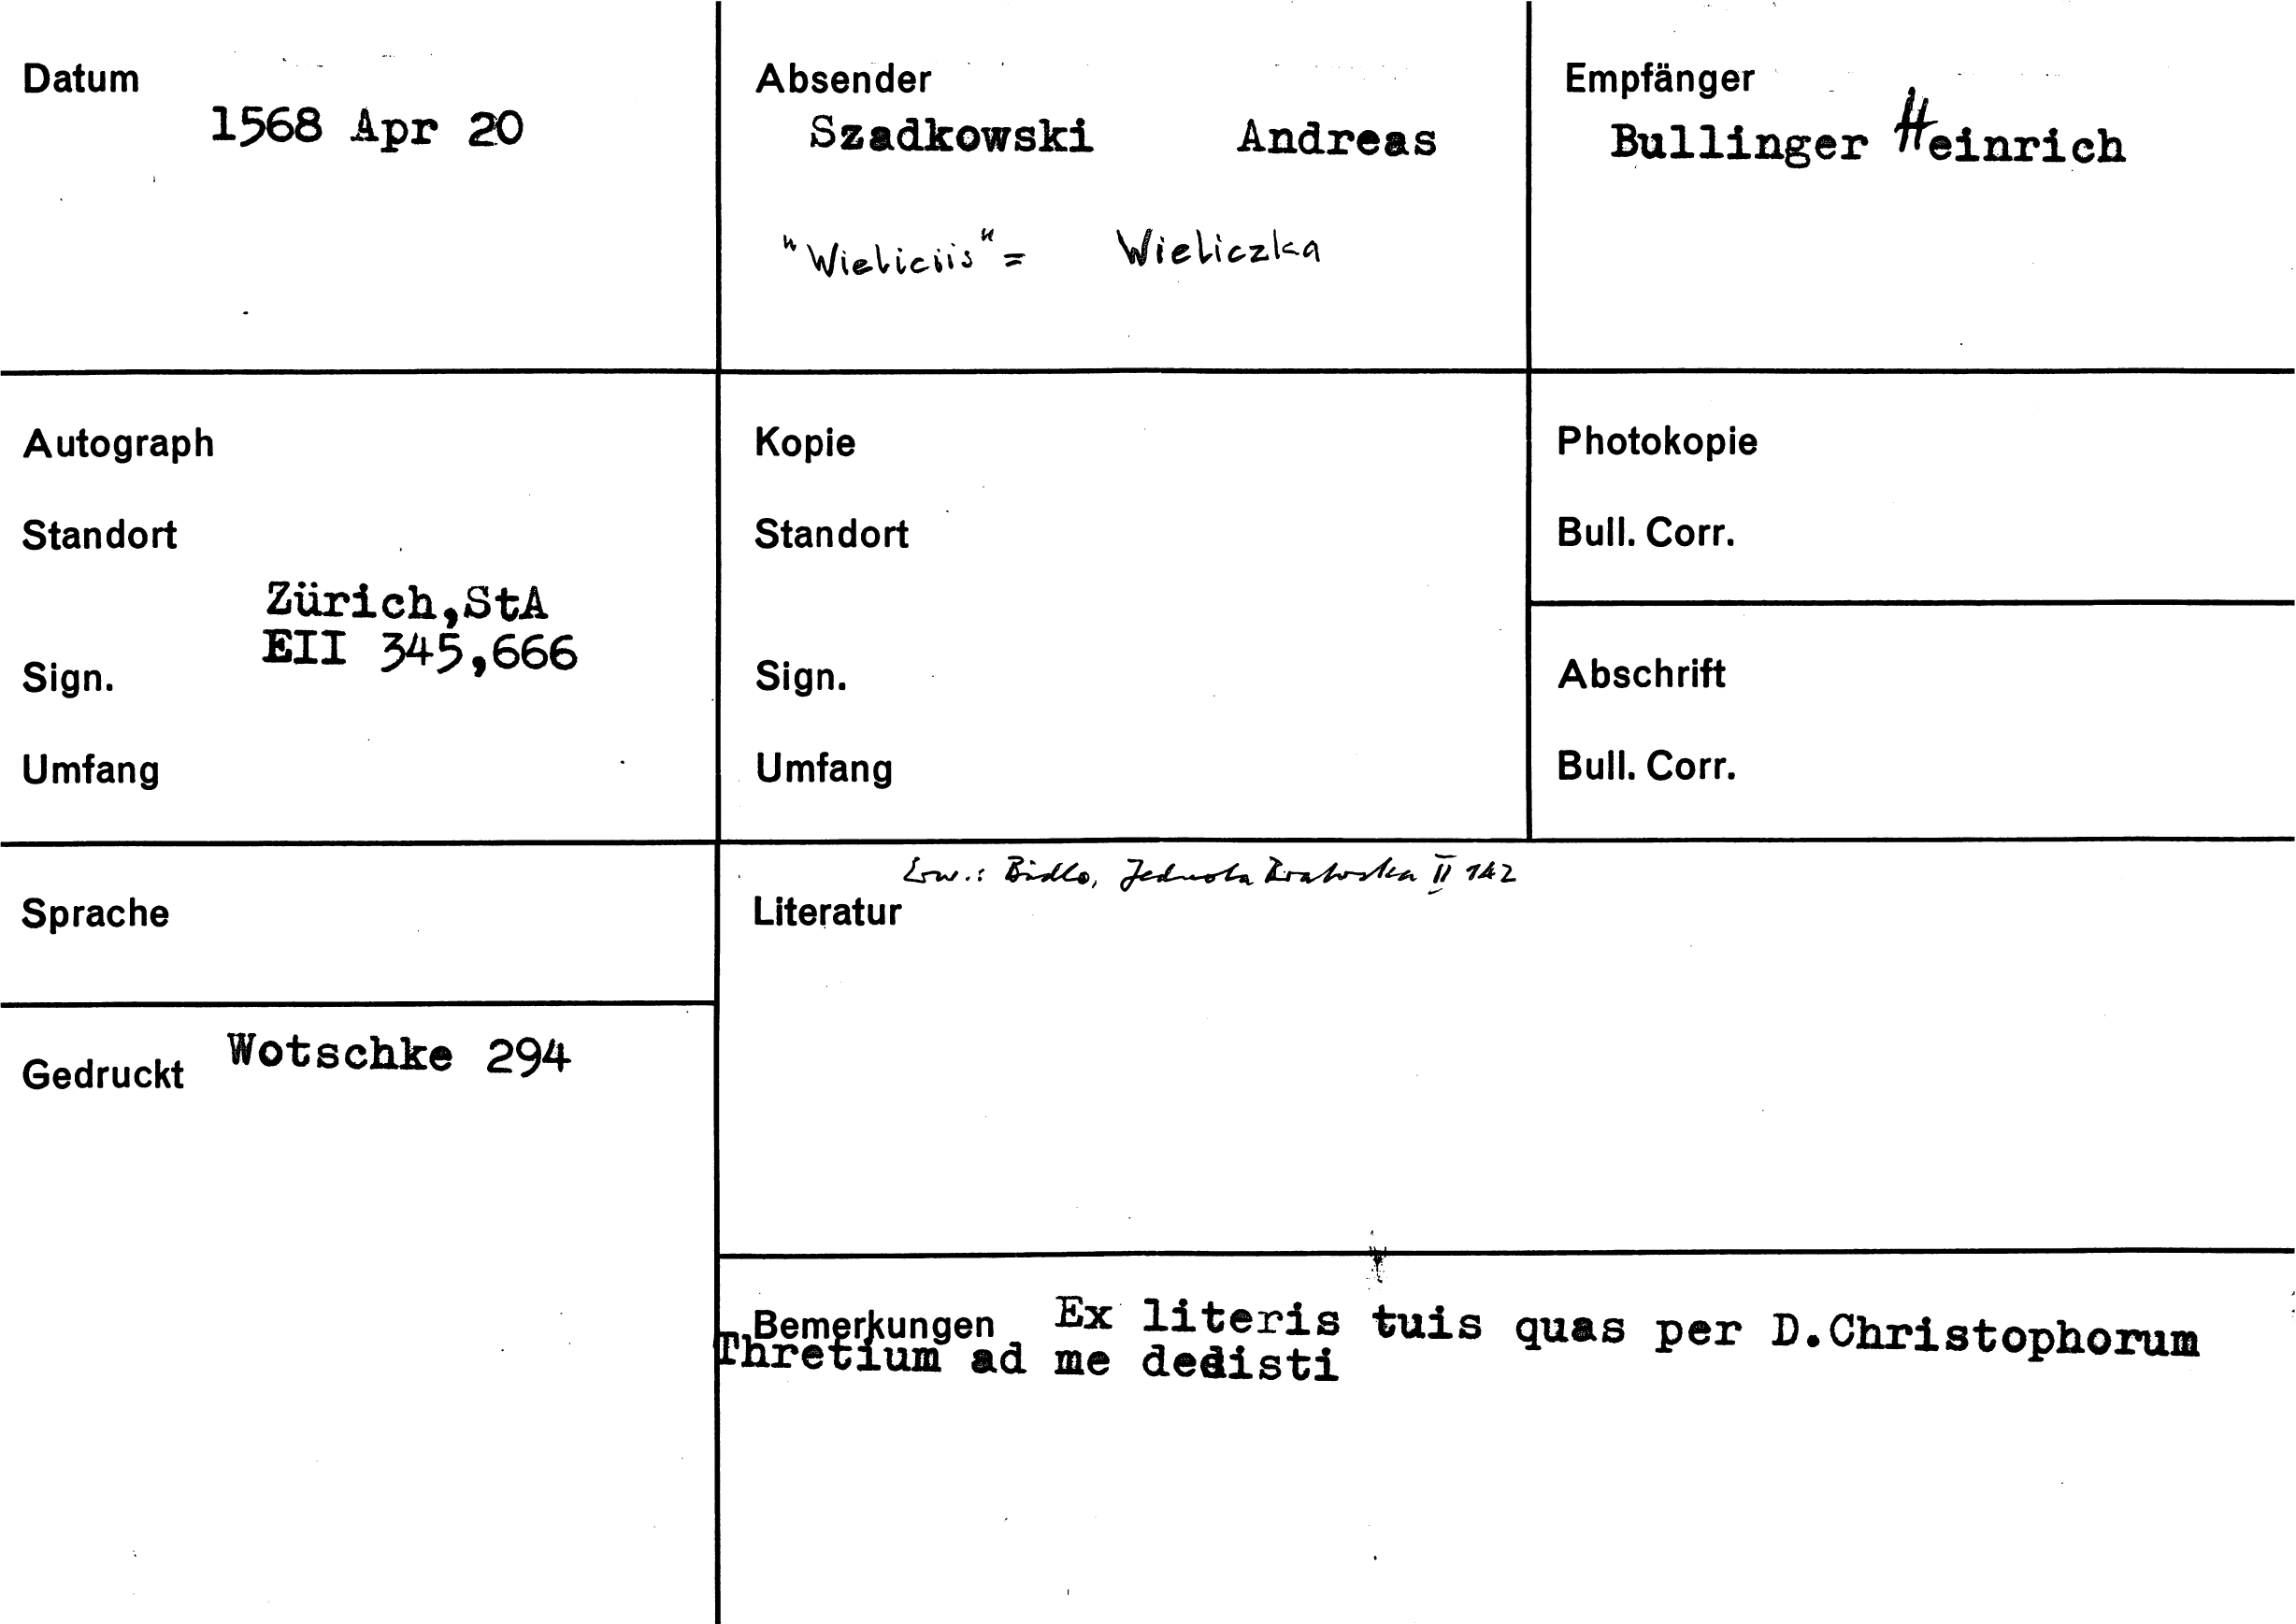 Datum
1568 Apr 20
Absender
Szadkowski Andreas
"Wieliciis" = Wieliczka
Empfänger
Bullinger Heinrich
Autograph
Standort
Zürich,StA
EII 345,666
Sign.
Umfang
Kopie
Standort
Sign.
Umfang
Photokopie
Bull. Corr.
Abschrift
Bull. Corr.
Sprache
Gedruckt Wotschke 294
Erw.: Bidlo, Jednota Bratrska II 142
Literatur
Bemerkungen Ex literis tuis quas per D.Christophorum
Thretium ad me dedisti